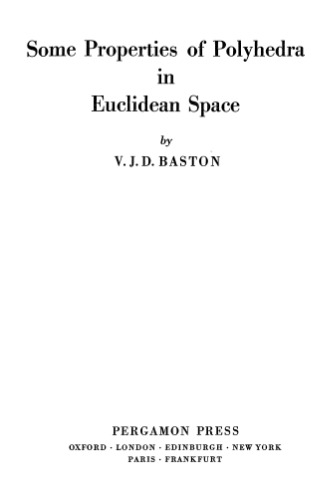 Some Properties of Polyhedra
in
Euclidean Space
by
V. J. D. BASTON
PERGAMON PRESS
OXFORD · LONDON · EDINBURGH · NEW YORK
PARIS · FRANKFURT